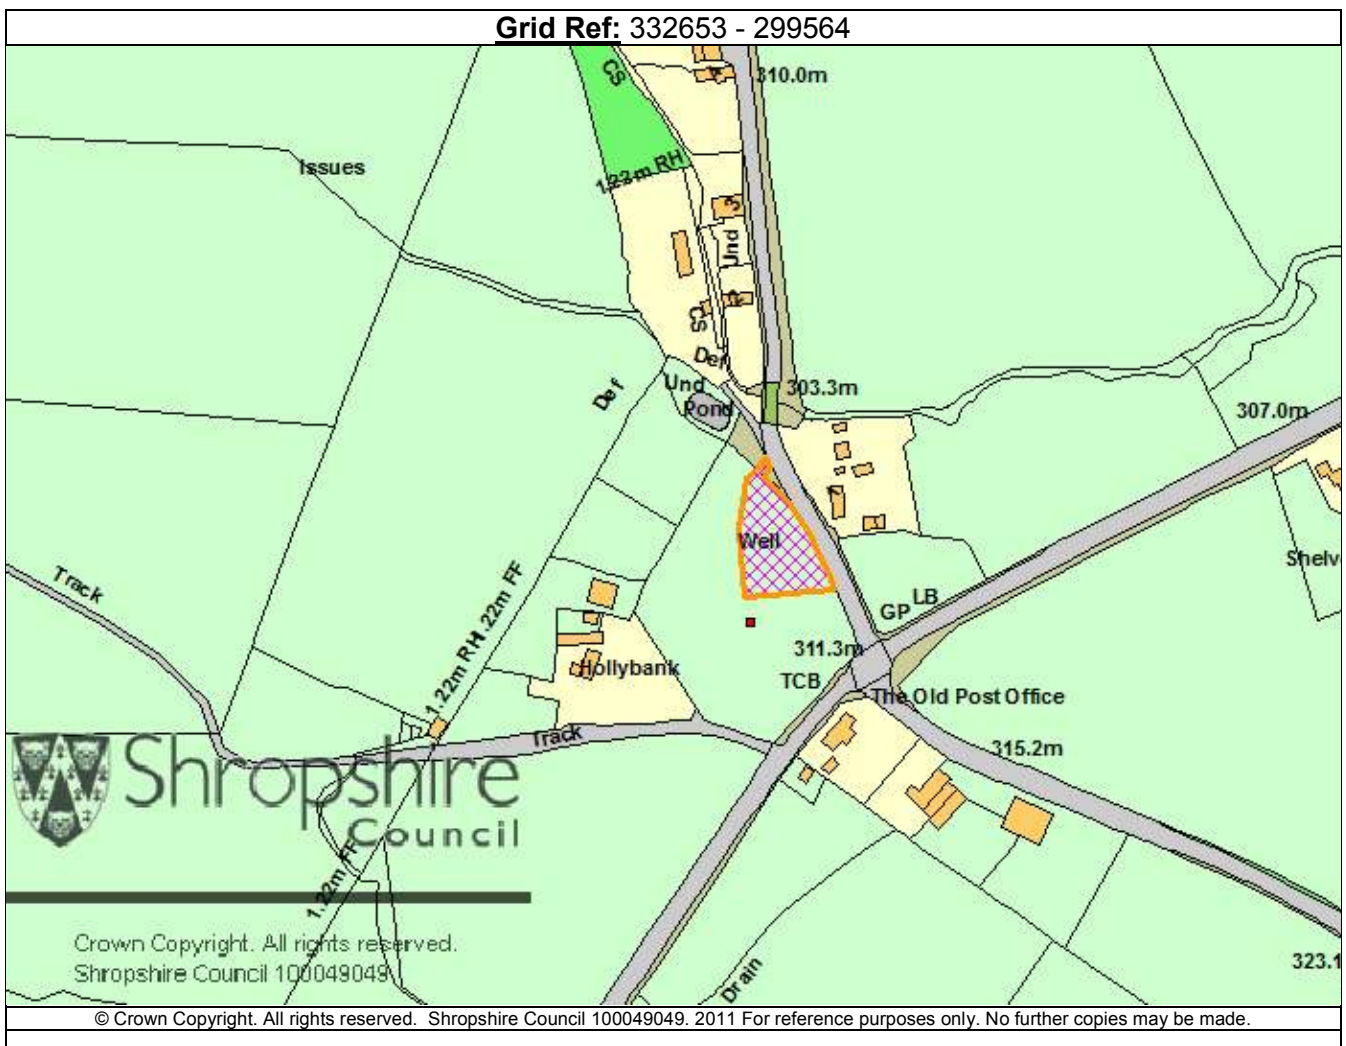 Grid Ref: 332653 - 299564
CS
4
310.0m
Issues
1.22m RH
3
Und
2
CS
Def
303.3m
Und
Pond
Def
307.0m
7
Well
Shelv
Track
1.22m FF
1.22m RH
GP
LB
311.3m
Hollybank
TCB
The Old Post Office
Track
315.2m
Shropshire
Council
1.22m FF
Crown Copyright. All rights reserved.
Shropshire Council 100049049
Drain
323.1
© Crown Copyright. All rights reserved. Shropshire Council 100049049. 2011 For reference purposes only. No further copies may be made.